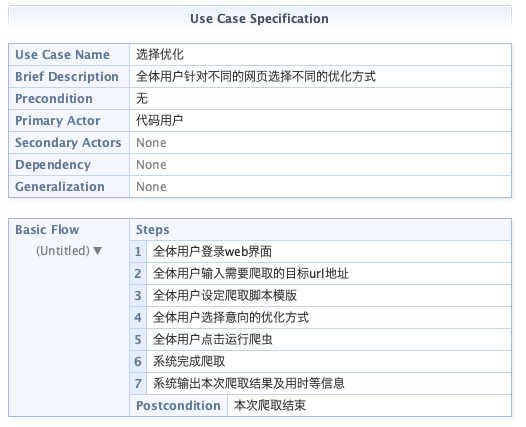 Use Case Specification
Use Case Name 选择优化
Brief Description 全体用户针对不同的网页选择不同的优化方式
Precondition 无
Primary Actor 代码用户
Secondary Actors None
Dependency None
Generalization None
Basic Flow Steps
(Untitled) ▼
1 全体用户登录web界面
2 全体用户输入需要爬取的目标url地址
3 全体用户设定爬取脚本模版
4 全体用户选择意向的优化方式
5 全体用户点击运行爬虫
6 系统完成爬取
7 系统输出本次爬取结果及用时等信息
Postcondition 本次爬取结束